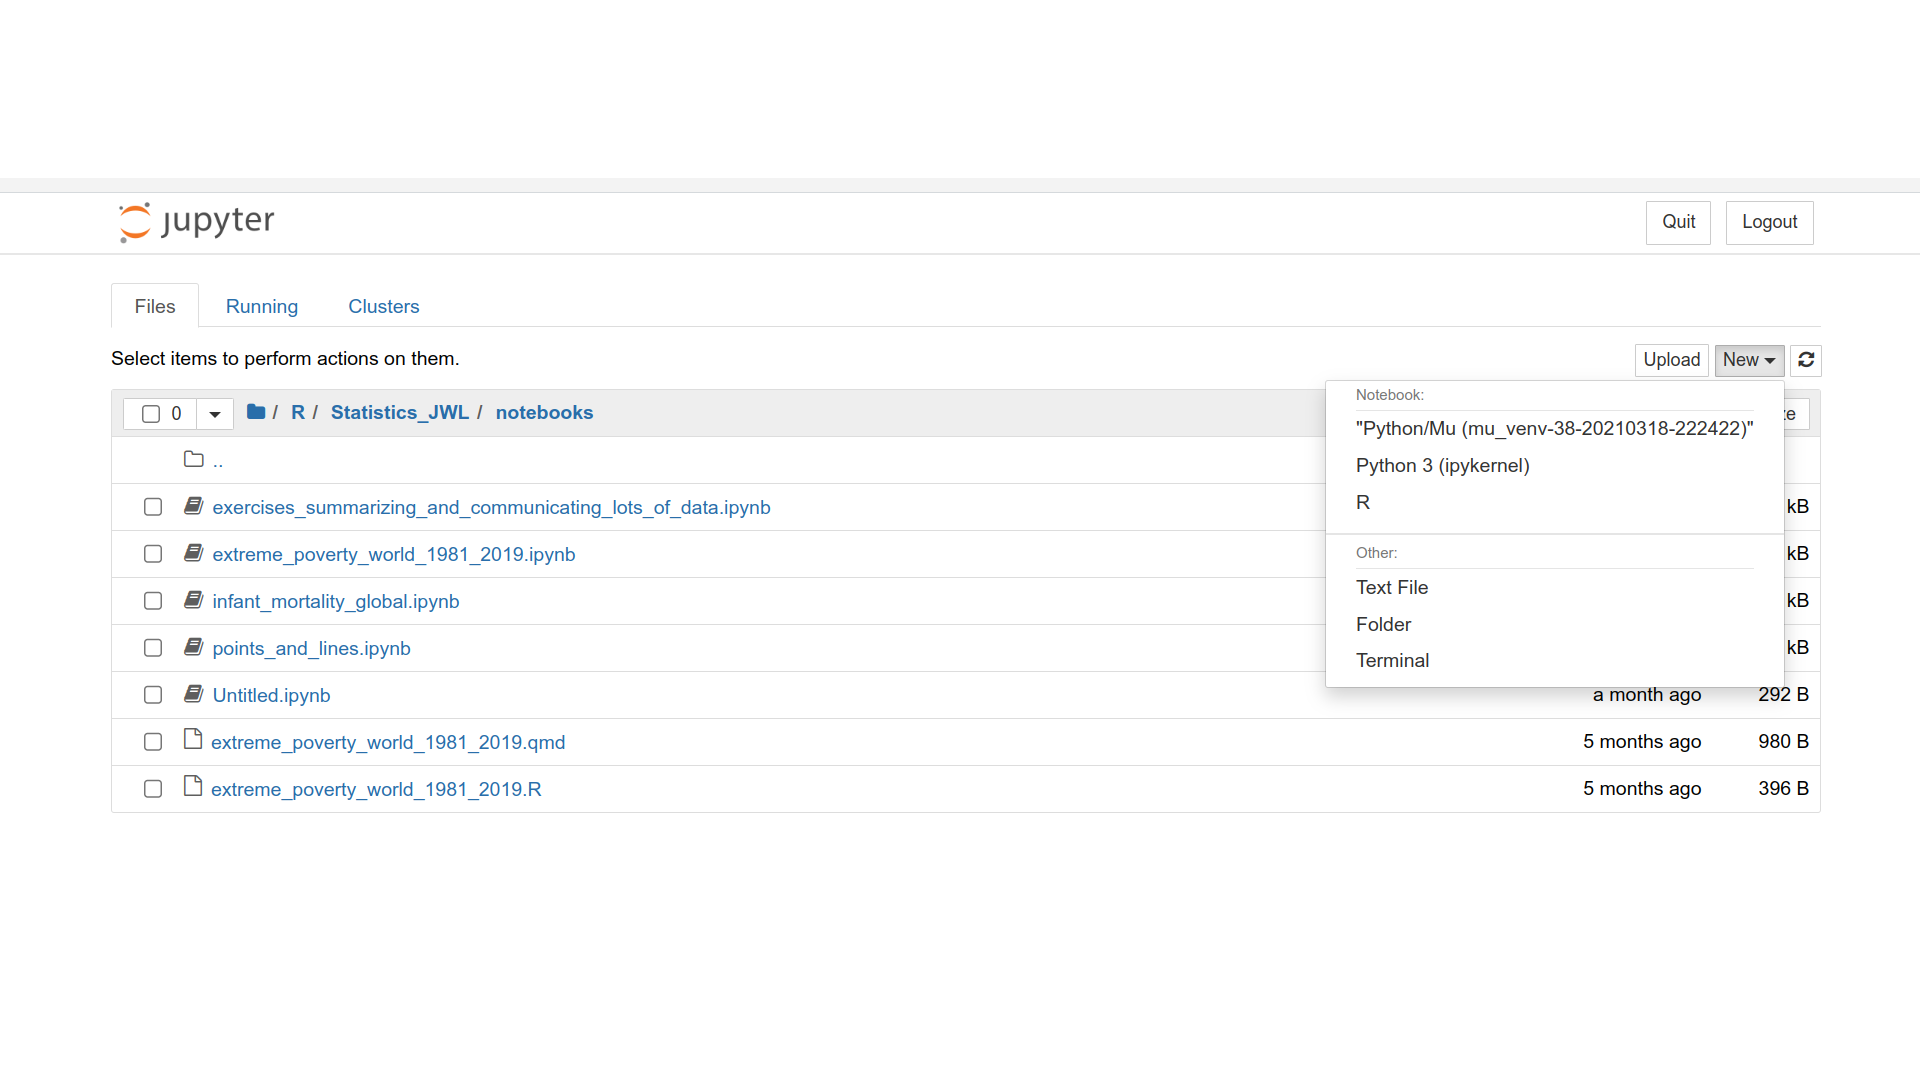 jupyter
Quit
Logout
Files
Running
Clusters
Select items to perform actions on them.
Upload
New
0
/ R / Statistics_JWL / notebooks
Notebook:
"Python/Mu (mu_venv-38-20210318-222422)"
Python 3 (ipykernel)
R
Other:
Text File
Folder
Terminal
..
exercises_summarizing_and_communicating_lots_of_data.ipynb
kB
extreme_poverty_world_1981_2019.ipynb
kB
infant_mortality_global.ipynb
kB
points_and_lines.ipynb
kB
Untitled.ipynb
a month ago
292 B
extreme_poverty_world_1981_2019.qmd
5 months ago
980 B
extreme_poverty_world_1981_2019.R
5 months ago
396 B